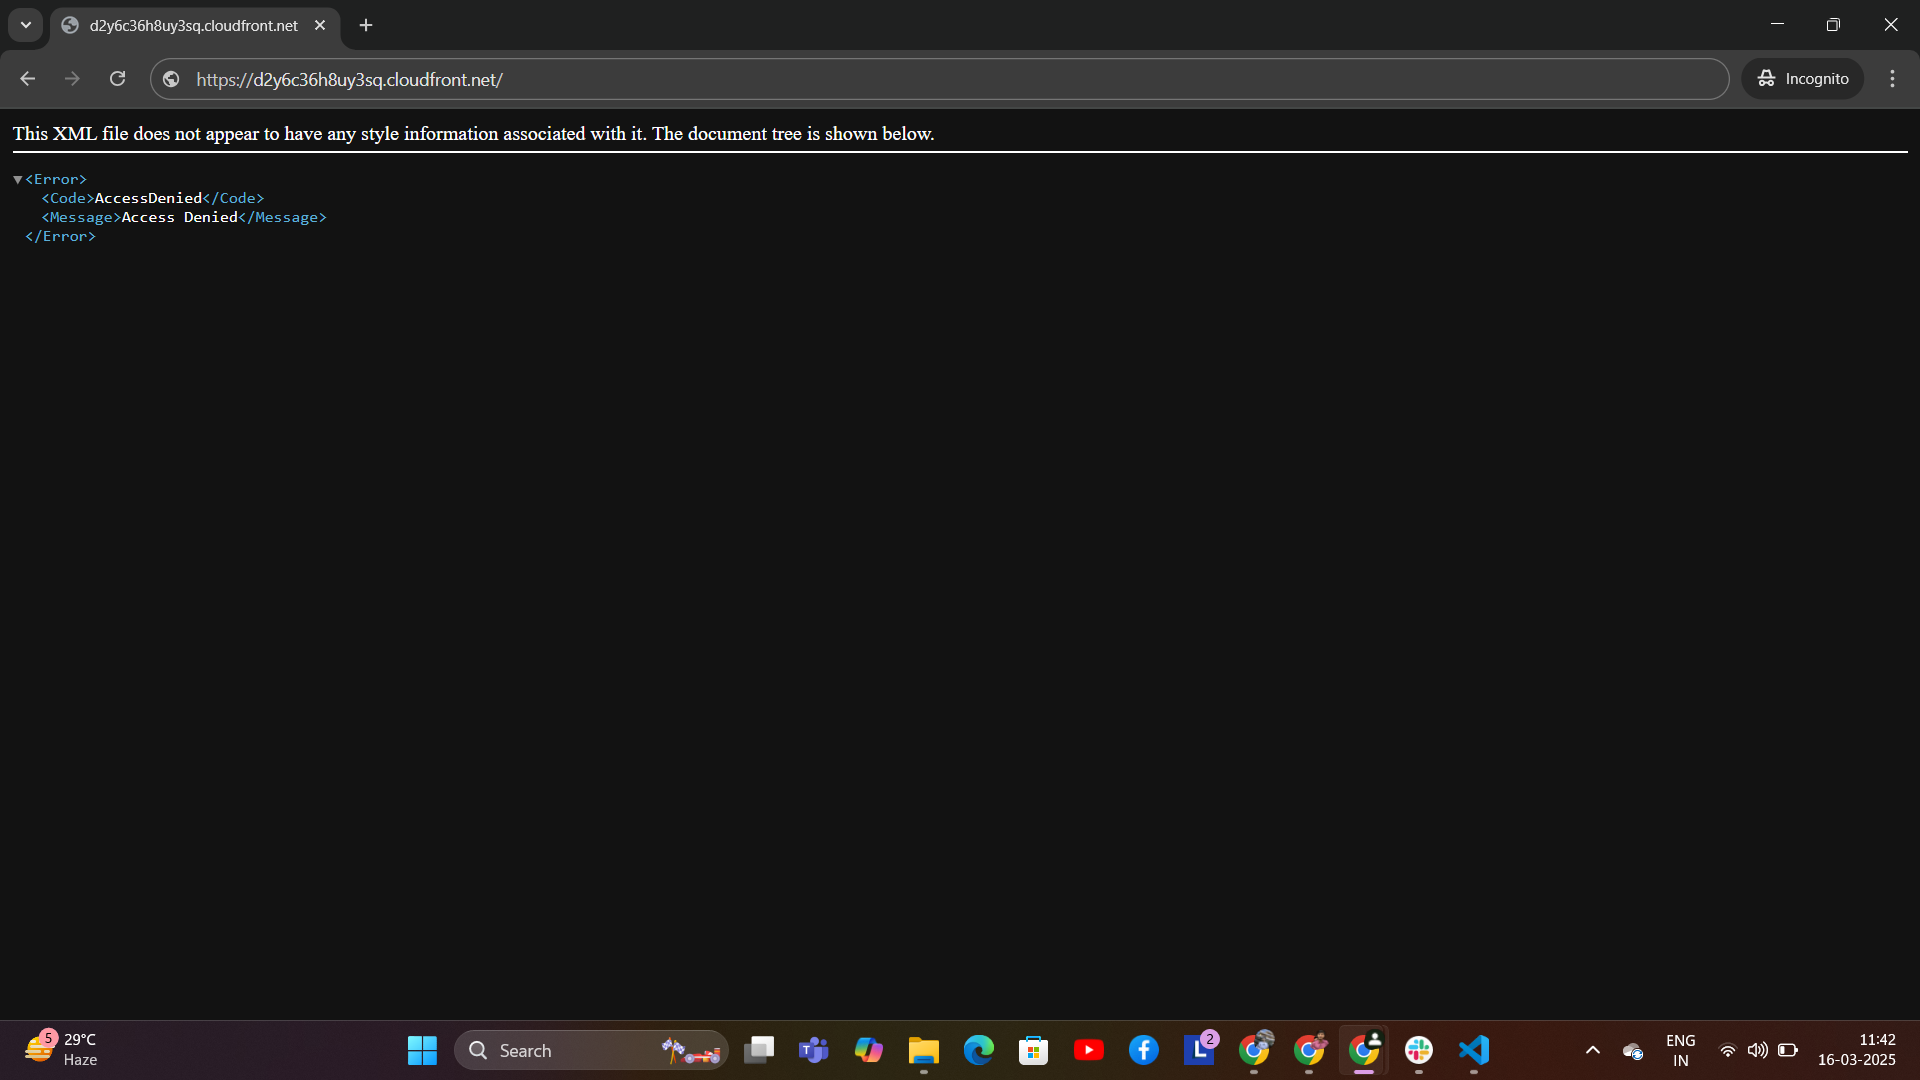 d2y6c36h8uy3sq.cloudfront.net
https://d2y6c36h8uy3sq.cloudfront.net/
Incognito
This XML file does not appear to have any style information associated with it. The document tree is shown below.
<Error>
<Code>AccessDenied</Code>
<Message>Access Denied</Message>
</Error>
5
29°C
Haze
Search
T
L
2
ENG
IN
11:42
16-03-2025